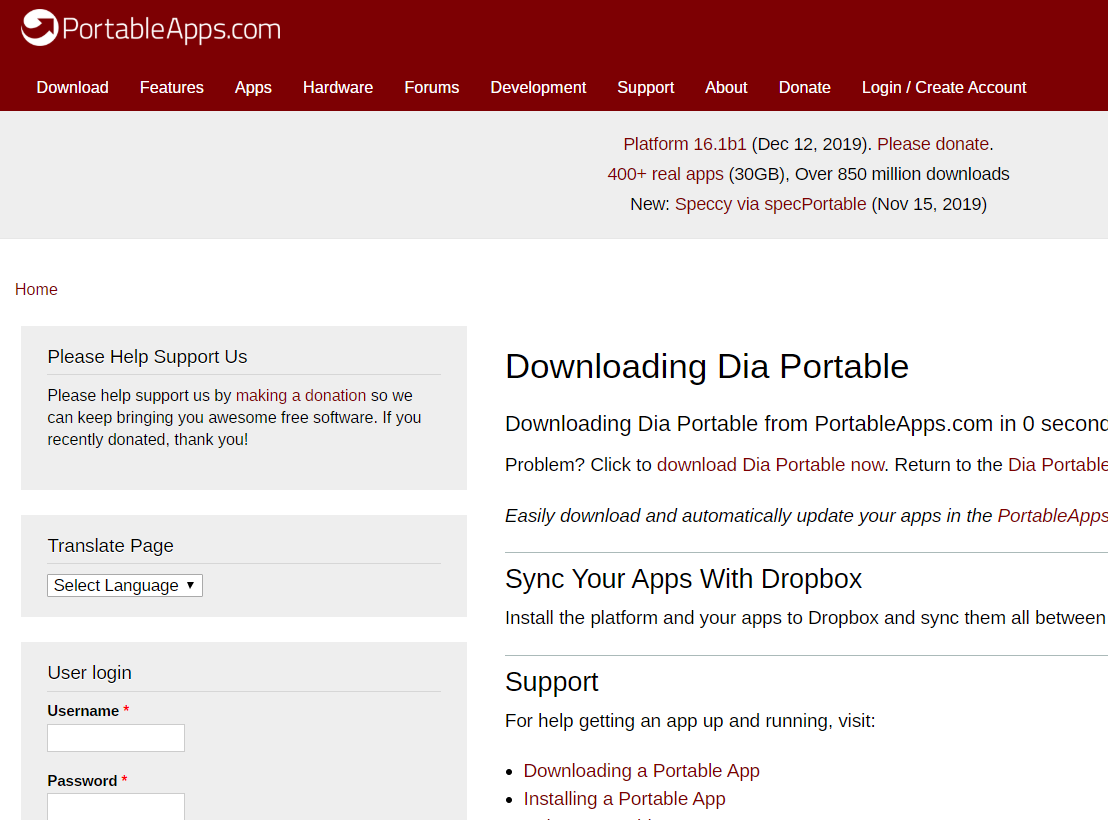 PortableApps.com
Download Features Apps Hardware Forums Development Support About Donate Login / Create Account
Platform 16.1b1 (Dec 12, 2019). Please donate.
400+ real apps (30GB), Over 850 million downloads
New: Speccy via specPortable (Nov 15, 2019)
Home
Please Help Support Us
Please help support us by making a donation so we
can keep bringing you awesome free software. If you
recently donated, thank you!
Translate Page
Select Language ▼
User login
Username *
Password *
Downloading Dia Portable
Downloading Dia Portable from PortableApps.com in 0 second
Problem? Click to download Dia Portable now. Return to the Dia Portable
Easily download and automatically update your apps in the PortableApps
Sync Your Apps With Dropbox
Install the platform and your apps to Dropbox and sync them all between
Support
For help getting an app up and running, visit:
• Downloading a Portable App
• Installing a Portable App